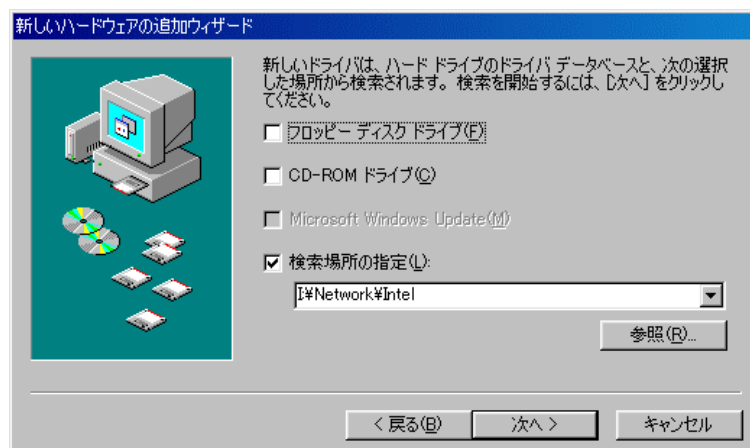 新しいハードウェアの追加ウィザード
新しいドライバは、ハード ドライブのドライバ データベースと、次の選択
した場所から検索されます。 検索を開始するには、[次へ] をクリックし
てください。
フロッピー ディスク ドライブ(F)
CD-ROM ドライブ(C)
Microsoft Windows Update(M)
検索場所の指定(L):
I:¥Network¥Intel
参照(R)...
< 戻る(B)
次へ >
キャンセル